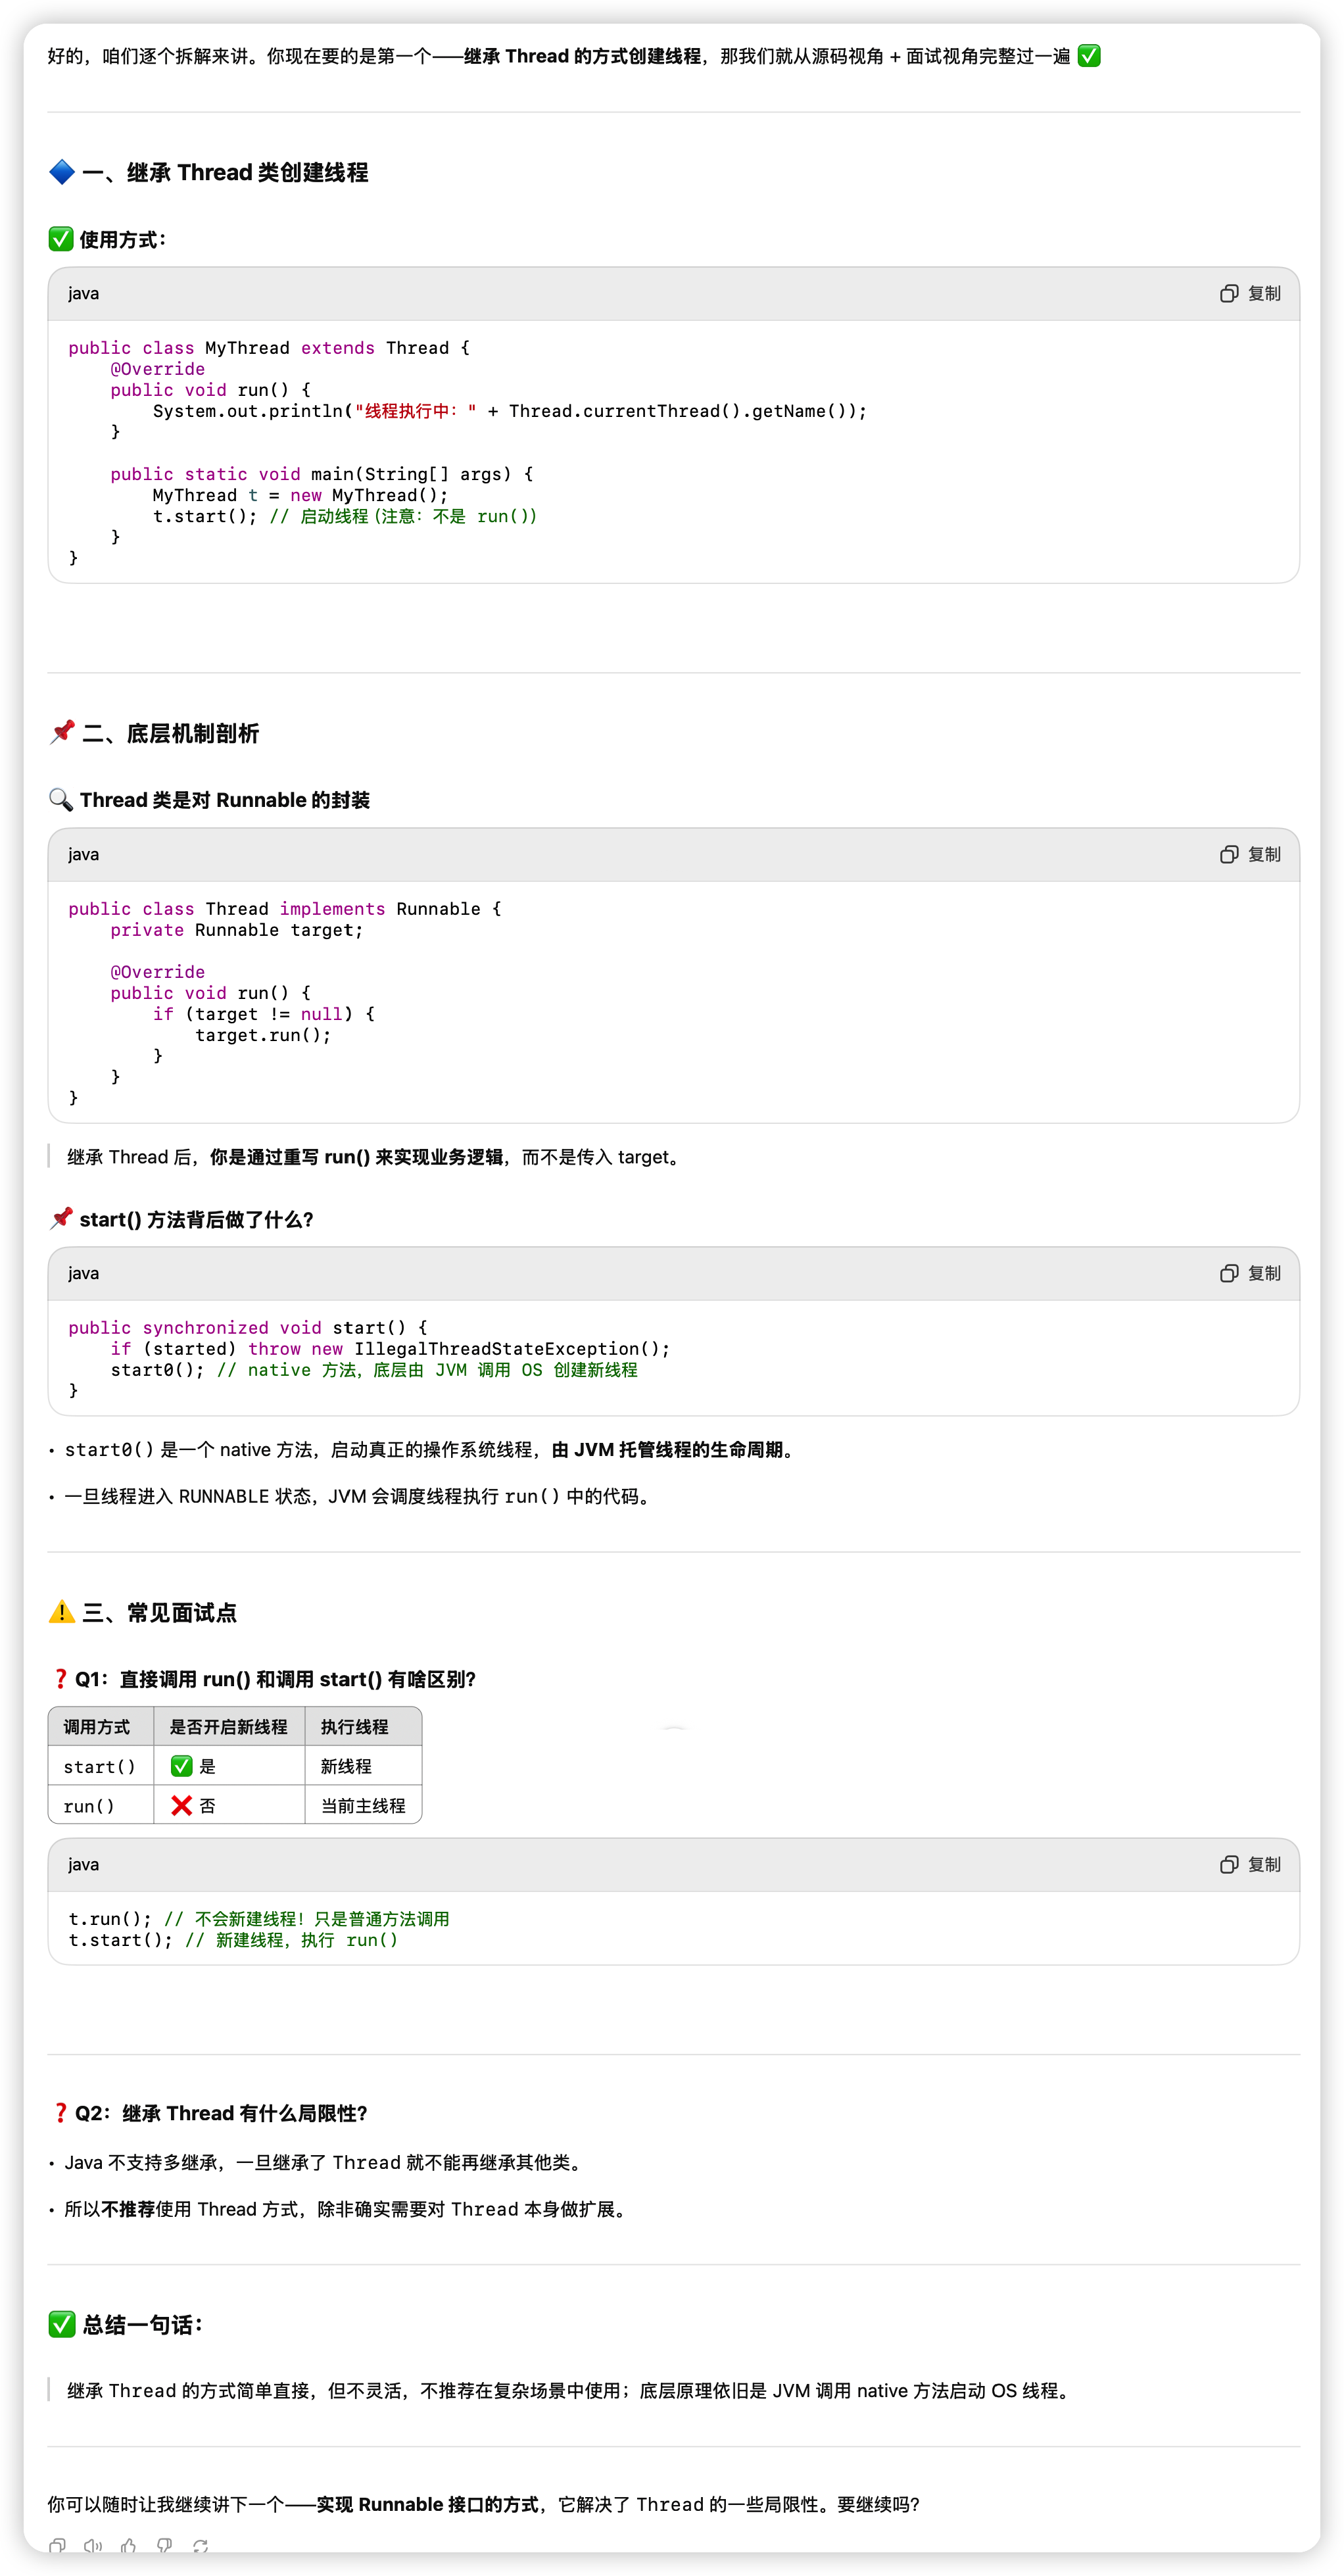 好的，咱们逐个拆解来讲。你现在要的是第一个——继承 Thread 的方式创建线程，那我们就从源码视角 + 面试视角完整过一遍 ✅
🔷 一、继承 Thread 类创建线程
✅ 使用方式：
java
复制
public class MyThread extends Thread {
    @Override
    public void run() {
        System.out.println("线程执行中：" + Thread.currentThread().getName());
    }

    public static void main(String[] args) {
        MyThread t = new MyThread();
        t.start(); // 启动线程（注意：不是 run()）
    }
}
📌 二、底层机制剖析
🔍 Thread 类是对 Runnable 的封装
java
复制
public class Thread implements Runnable {
    private Runnable target;

    @Override
    public void run() {
        if (target != null) {
            target.run();
        }
    }
}
继承 Thread 后，你是通过重写 run() 来实现业务逻辑，而不是传入 target。
📌 start() 方法背后做了什么？
java
复制
public synchronized void start() {
    if (started) throw new IllegalThreadStateException();
    start0(); // native 方法，底层由 JVM 调用 OS 创建新线程
}
• start0() 是一个 native 方法，启动真正的操作系统线程，由 JVM 托管线程的生命周期。
• 一旦线程进入 RUNNABLE 状态，JVM 会调度线程执行 run() 中的代码。
⚠️ 三、常见面试点
❓ Q1：直接调用 run() 和调用 start() 有啥区别？
调用方式 是否开启新线程 执行线程
start() ✅ 是 新线程
run() ❌ 否 当前主线程
java
复制
t.run(); // 不会新建线程！只是普通方法调用
t.start(); // 新建线程，执行 run()
❓ Q2：继承 Thread 有什么局限性？
• Java 不支持多继承，一旦继承了 Thread 就不能再继承其他类。
• 所以不推荐使用 Thread 方式，除非确实需要对 Thread 本身做扩展。
✅ 总结一句话：
继承 Thread 的方式简单直接，但不灵活，不推荐在复杂场景中使用；底层原理依旧是 JVM 调用 native 方法启动 OS 线程。
你可以随时让我继续讲下一个——实现 Runnable 接口的方式，它解决了 Thread 的一些局限性。要继续吗？